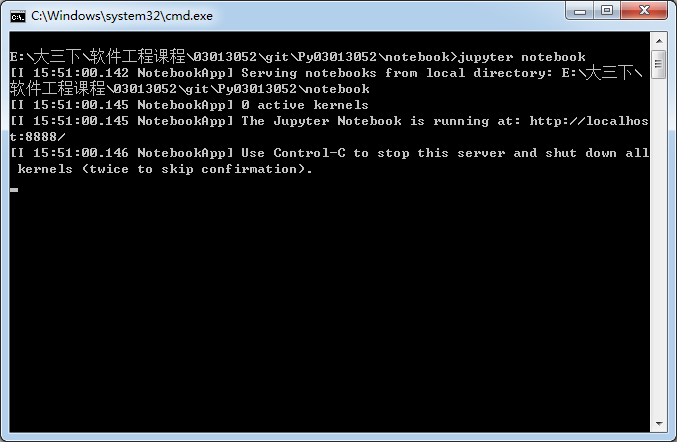 C:\Windows\system32\cmd.exe
E:\大三下\软件工程课程\03013052\git\Py03013052\notebook>jupyter notebook
[I 15:51:00.142 NotebookApp] Serving notebooks from local directory: E:\大三下\
软件工程课程\03013052\git\Py03013052\notebook
[I 15:51:00.145 NotebookApp] 0 active kernels
[I 15:51:00.145 NotebookApp] The Jupyter Notebook is running at: http://localhos
t:8888/
[I 15:51:00.146 NotebookApp] Use Control-C to stop this server and shut down all
 kernels (twice to skip confirmation).